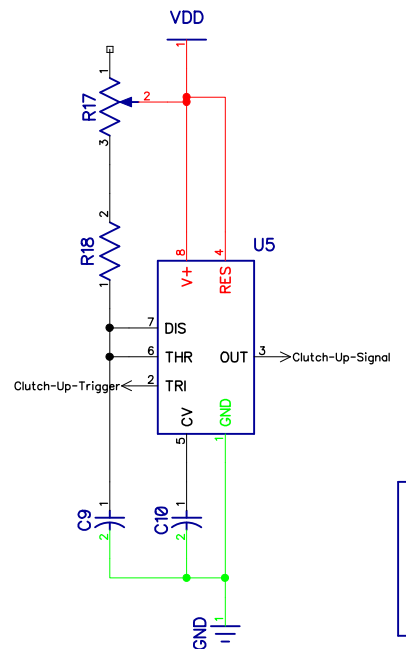 VDD
1
1
R17
2
3
2
R18
1
8
4
U5
V+
RES
7
DIS
6
THR
OUT
3
Clutch-Up-Signal
Clutch-Up-Trigger
2
TRI
CV
GND
5
1
1
1
C9
C10
2
2
GND
1